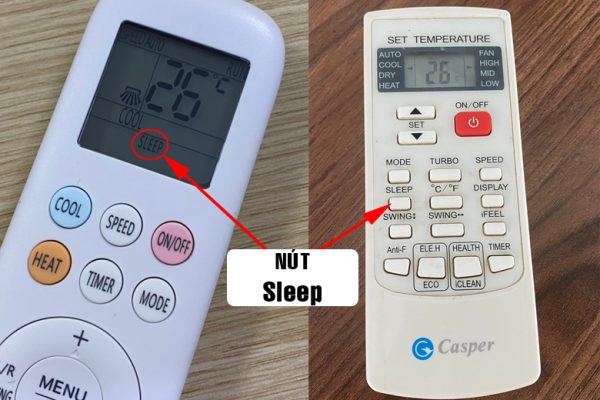 SPEED AUTO
RUN
26°C
COOL
SLEEP
COOL
SPEED
ON/OFF
HEAT
TIMER
MODE
+
MENU
NÚT
Sleep
SET TEMPERATURE
AUTO
COOL
DRY
HEAT
26
FAN
HIGH
MID
LOW
ON/OFF
SET
MODE
TURBO
SPEED
SLEEP
°C/°F
DISPLAY
SWING
SWING
iFEEL
Anti-F
ELE.H
HEALTH
TIMER
ECO
iCLEAN
Casper